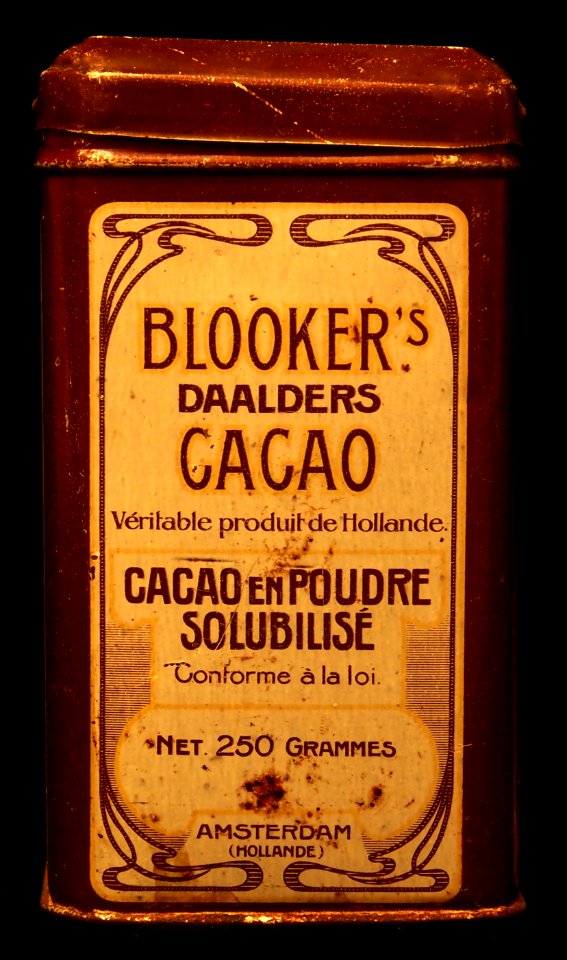 BLOOKER'S
DAALDERS
CACAO
Véritable produit de Hollande.
CACAO EN POUDRE
SOLUBILISÉ
Conforme à la loi.
NET. 250 GRAMMES
AMSTERDAM
(HOLLANDE)